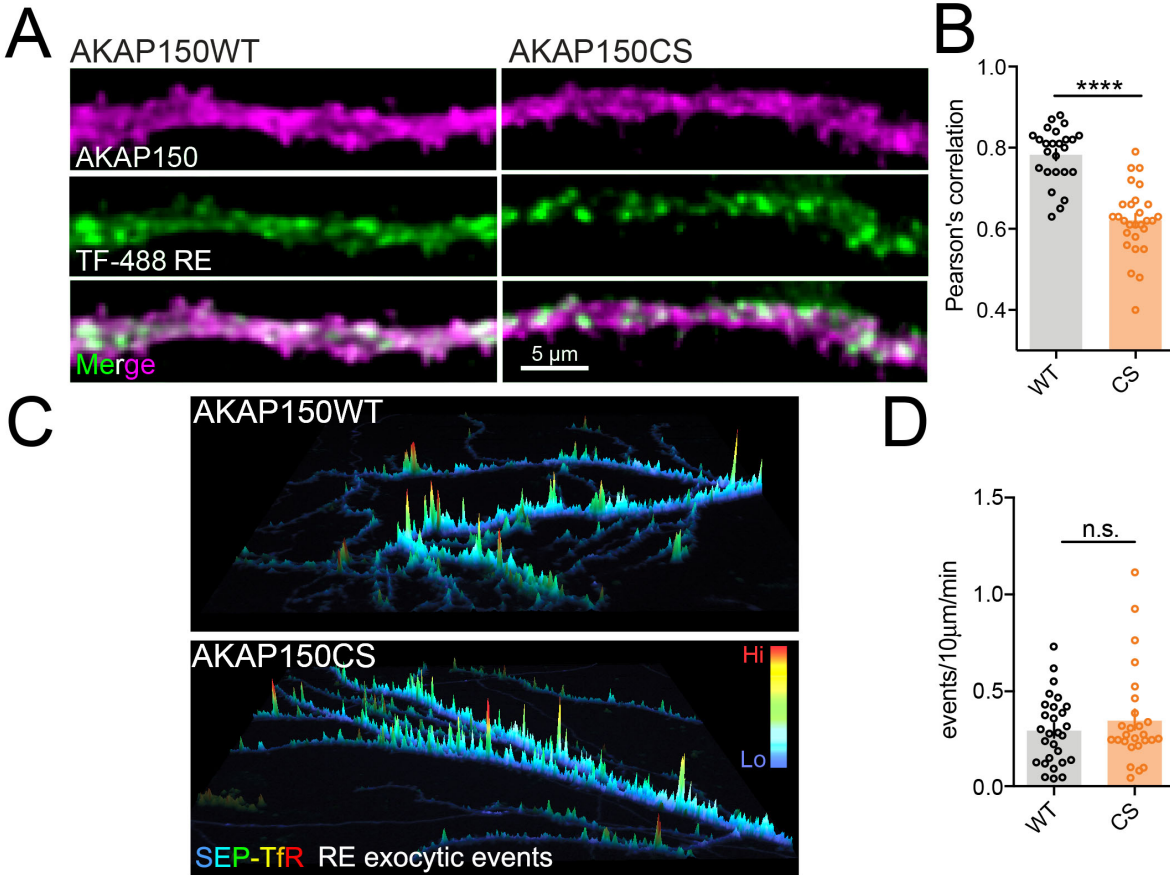 A
AKAP150WT
AKAP150CS
AKAP150
TF-488 RE
Merge
5 µm
B
Pearson's correlation
1.0
0.8
0.6
0.4
****
WT
CS
C
AKAP150WT
AKAP150CS
Hi
Lo
SEP-TfR RE exocytic events
D
events/10µm/min
1.5
1.0
0.5
0.0
n.s.
WT
CS